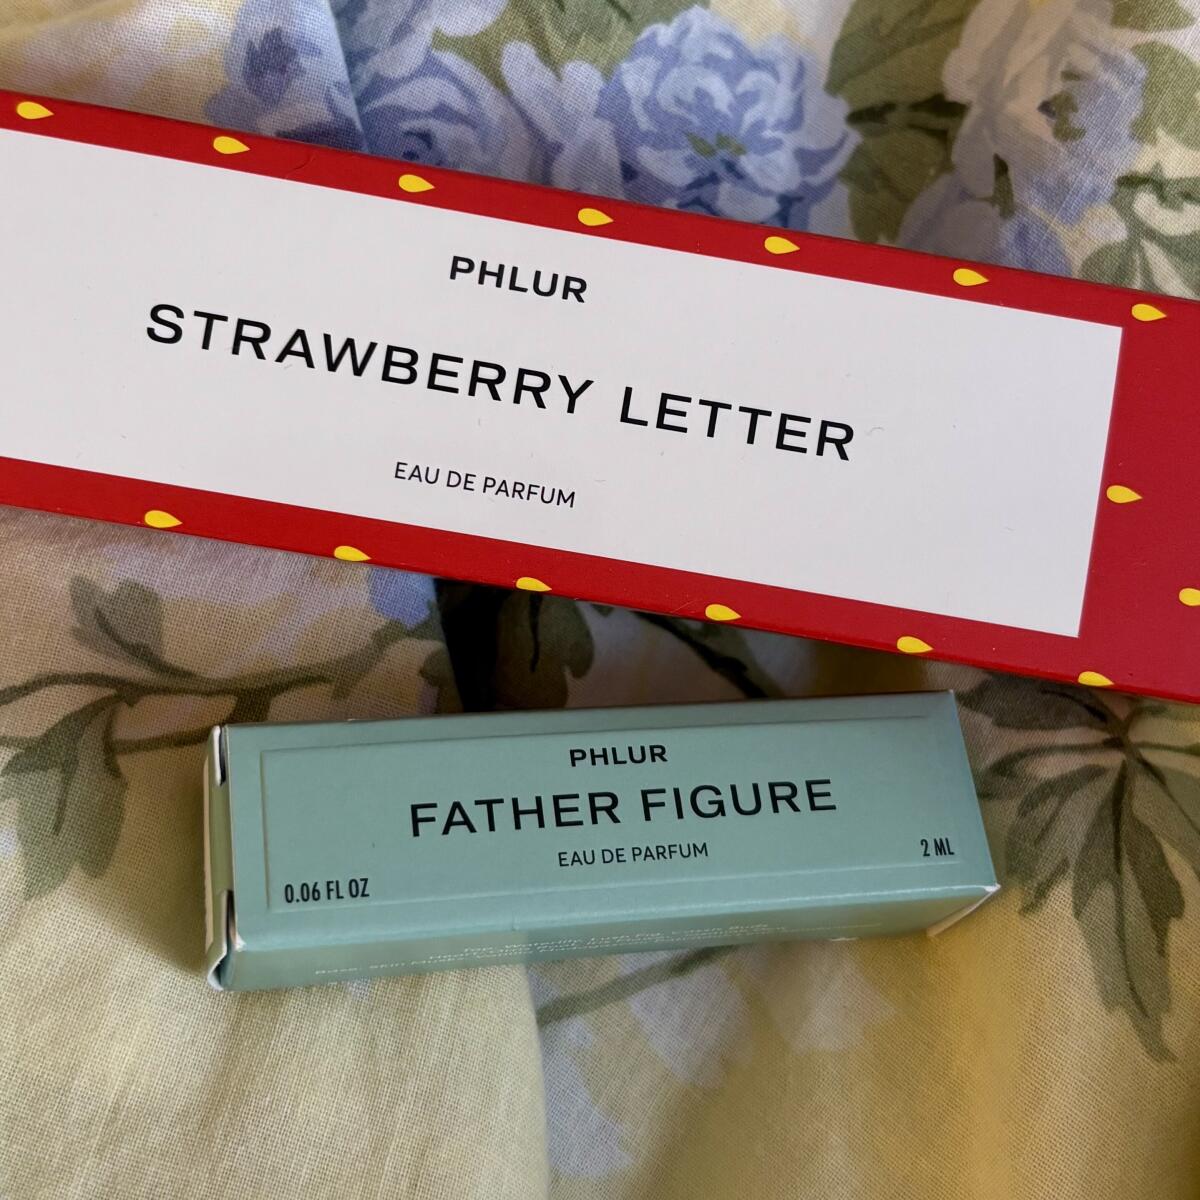 PHLUR
STRAWBERRY LETTER
EAU DE PARFUM
PHLUR
FATHER FIGURE
EAU DE PARFUM
0.06 FL OZ
2 ML